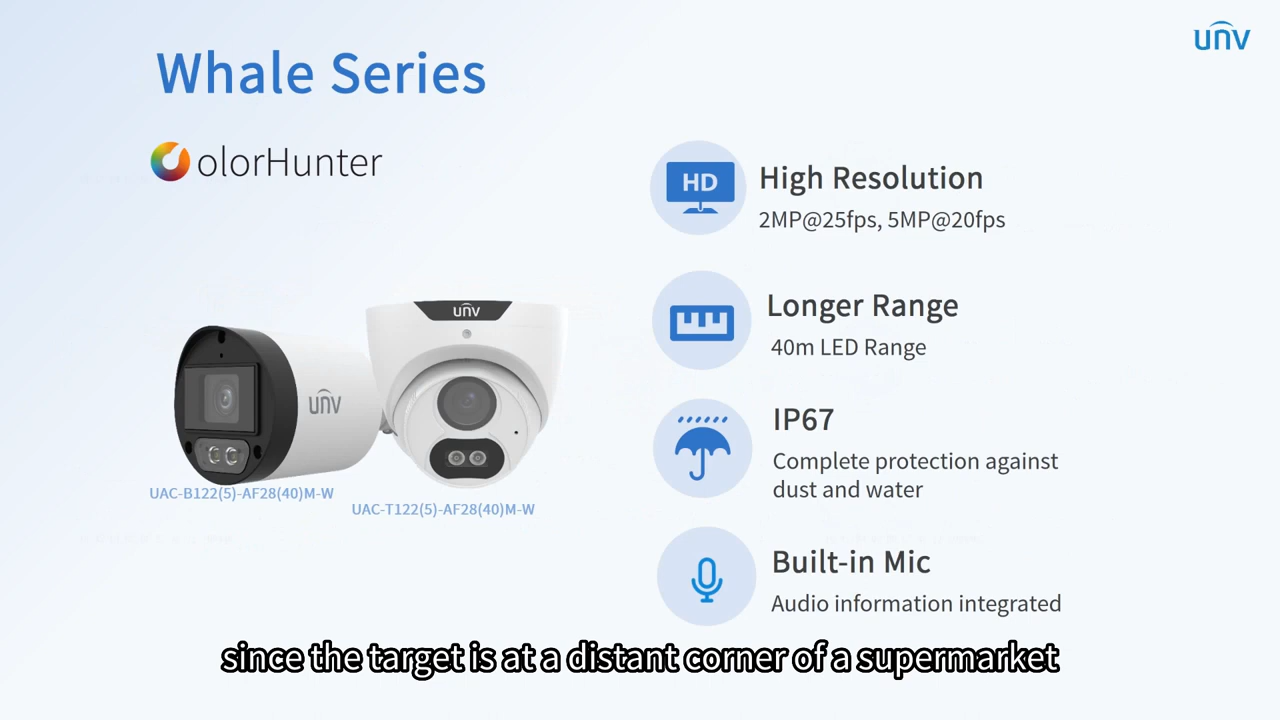 unv
Whale Series
ColorHunter
HD
High Resolution
2MP@25fps, 5MP@20fps
Longer Range
40m LED Range
unv
unv
UAC-B122(5)-AF28(40)M-W
UAC-T122(5)-AF28(40)M-W
IP67
Complete protection against
dust and water
Built-in Mic
Audio information integrated
since the target is at a distant corner of a supermarket